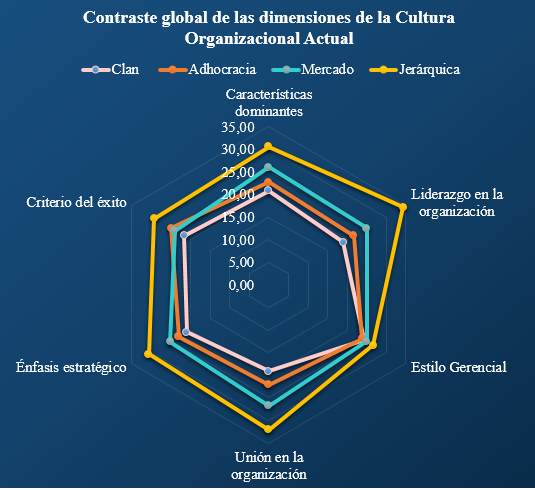 Contraste global de las dimensiones de la Cultura
Organizacional Actual
Clan Adhocracia Mercado Jerárquica
Características
dominantes
35,00
30,00
25,00
20,00
15,00
10,00
5,00
0,00
Liderazgo en la
organización
Estilo Gerencial
Unión en la
organización
Énfasis estratégico
Criterio del éxito